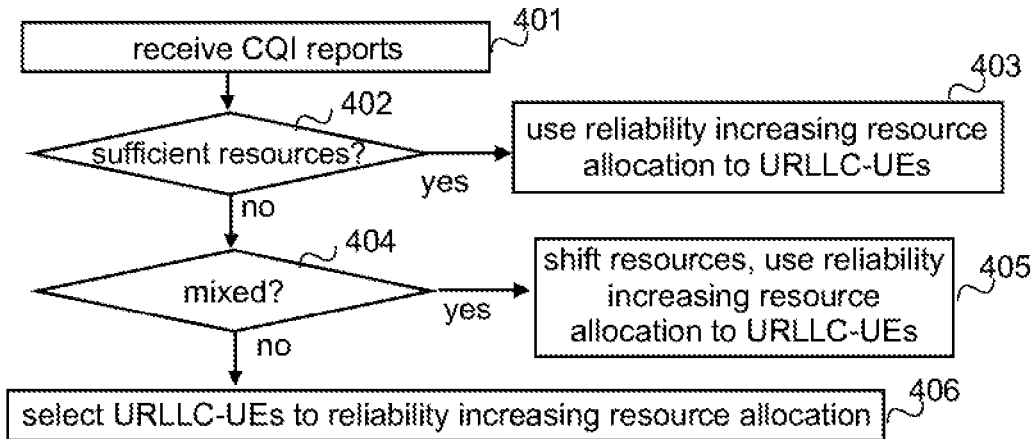 401
receive CQI reports
402
403
sufficient resources?
use reliability increasing resource
allocation to URLLC-UEs
yes
no
404
mixed?
shift resources, use reliability
increasing resource
allocation to URLLC-UEs
405
yes
no
406
select URLLC-UEs to reliability increasing resource allocation